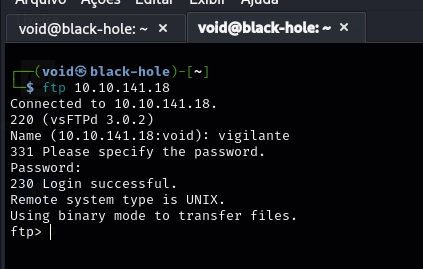 Arquivo Ações Editar Exibir Ajuda
void@black-hole: ~ × void@black-hole: ~ ×
┌──(void㉿black-hole)-[~]
└─$ ftp 10.10.141.18
Connected to 10.10.141.18.
220 (vsFTPd 3.0.2)
Name (10.10.141.18:void): vigilante
331 Please specify the password.
Password:
230 Login successful.
Remote system type is UNIX.
Using binary mode to transfer files.
ftp>